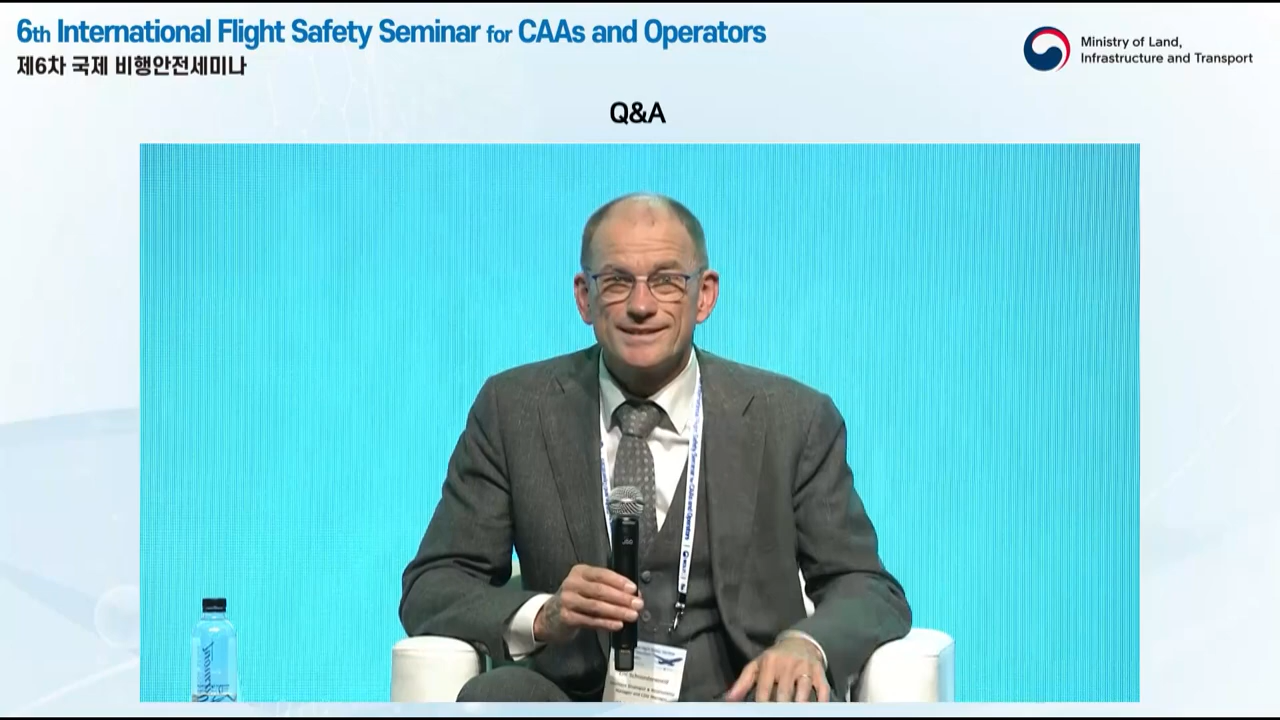 6th International Flight Safety Seminar for CAAs and Operators
제6차 국제 비행안전세미나
Ministry of Land,
Infrastructure and Transport
Q&A